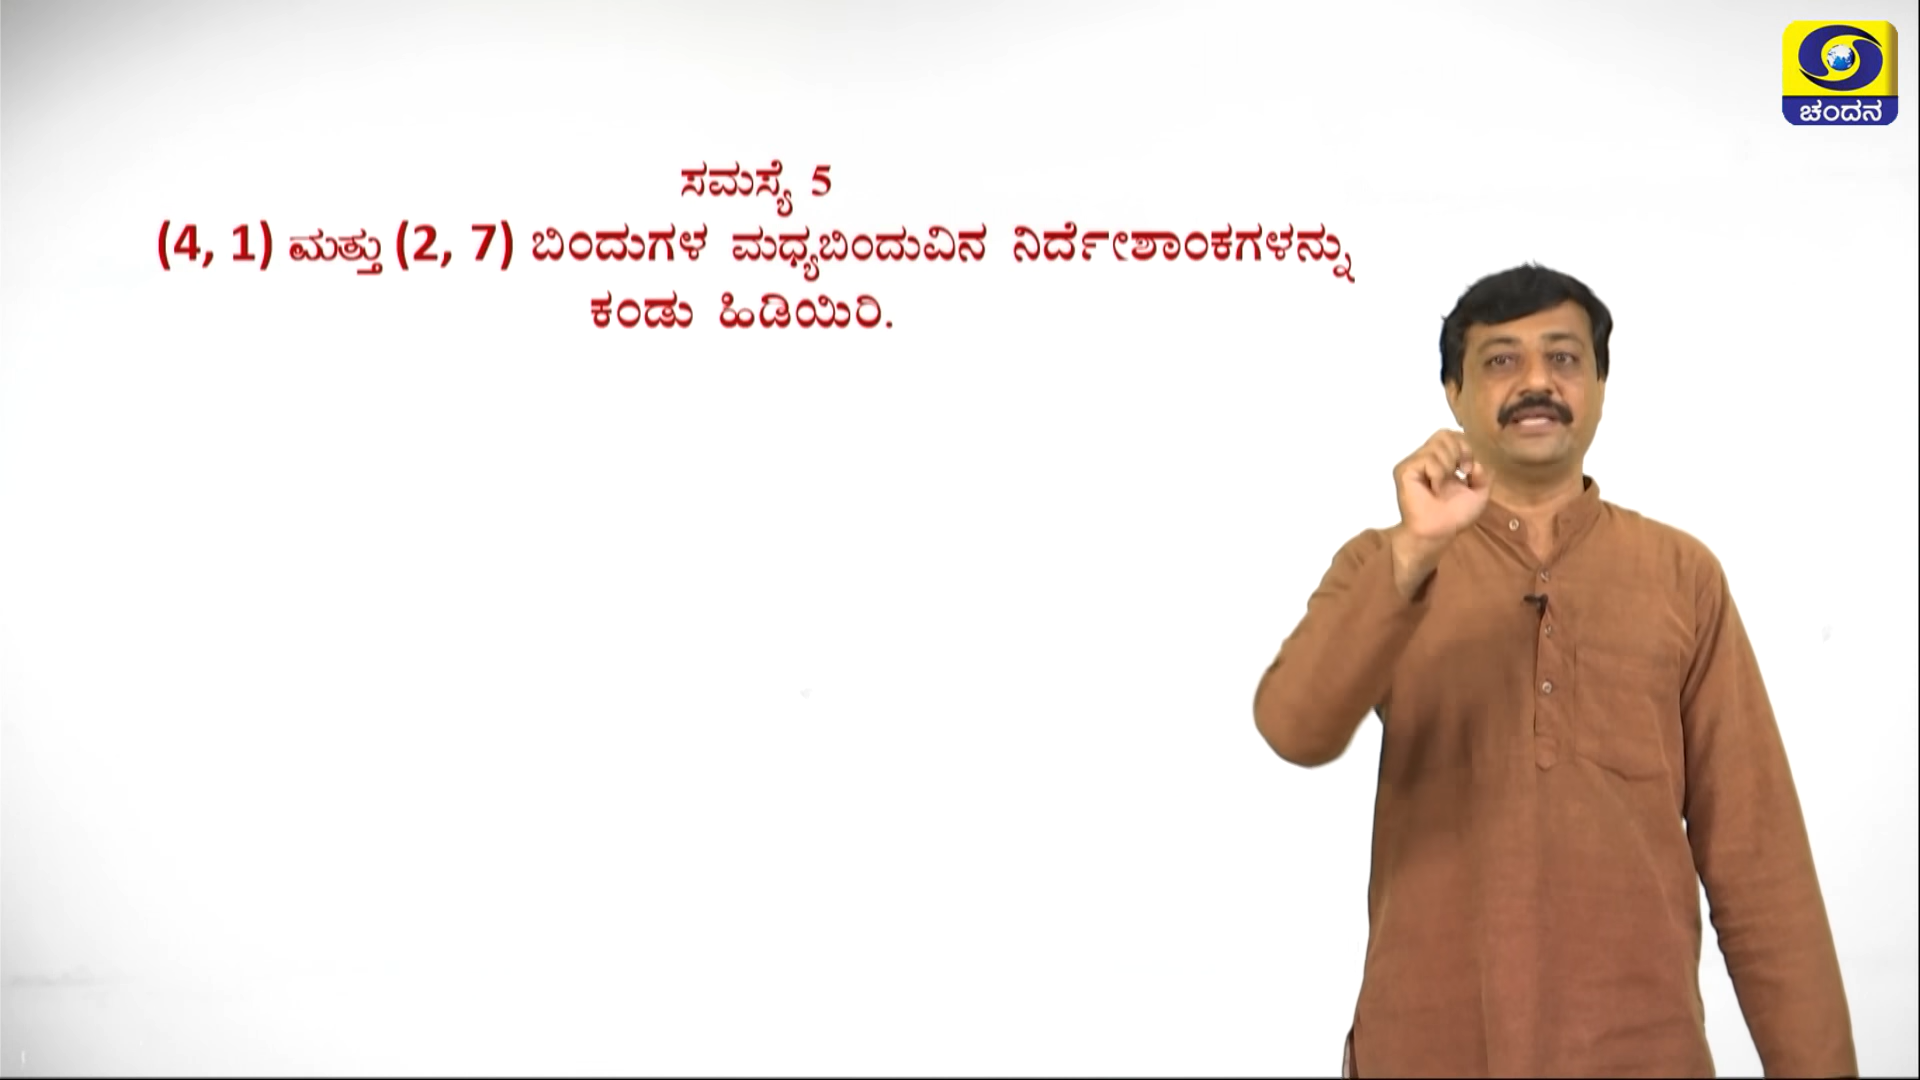 ಚಂದನ
ಸಮಸ್ಯೆ 5
(4, 1) ಮತ್ತು (2, 7) ಬಿಂದುಗಳ ಮಧ್ಯಬಿಂದುವಿನ ನಿರ್ದೇಶಾಂಕಗಳನ್ನು
ಕಂಡು ಹಿಡಿಯಿರಿ.